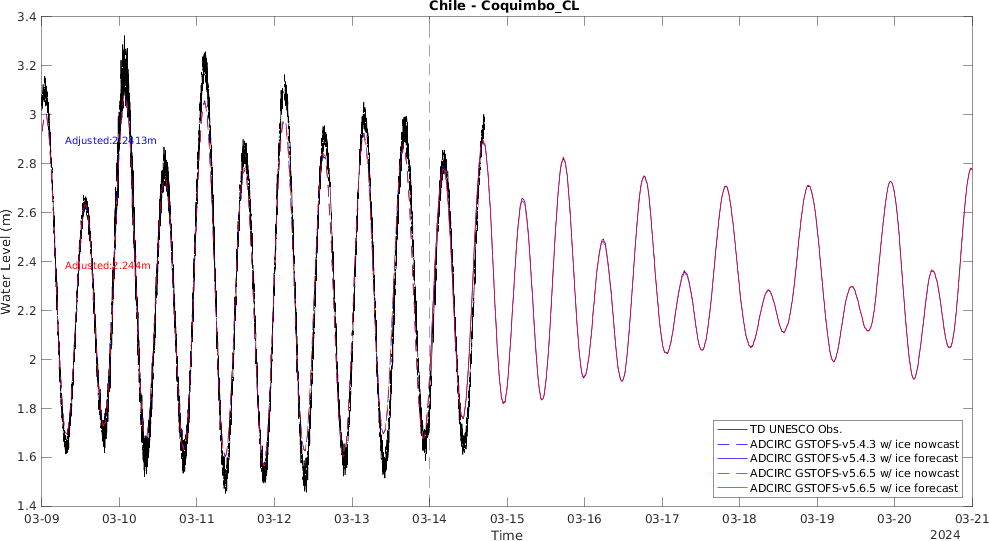 Chile - Coquimbo_CL
3.4
3.2
3
2.8
2.6
2.4
2.2
2
1.8
1.6
1.4
Water Level (m)
Adjusted:2.2413m
Adjusted:2.244m
TD UNESCO Obs.
ADCIRC GSTOFS-v5.4.3 w/ ice nowcast
ADCIRC GSTOFS-v5.4.3 w/ ice forecast
ADCIRC GSTOFS-v5.6.5 w/ ice nowcast
ADCIRC GSTOFS-v5.6.5 w/ ice forecast
03-09 03-10 03-11 03-12 03-13 03-14 03-15 03-16 03-17 03-18 03-19 03-20 03-21
Time
2024